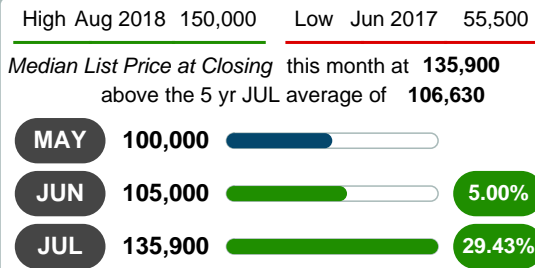 High Aug 2018 150,000 Low Jun 2017 55,500
Median List Price at Closing this month at 135,900
above the 5 yr JUL average of 106,630
MAY 100,000
JUN 105,000 5.00%
JUL 135,900 29.43%